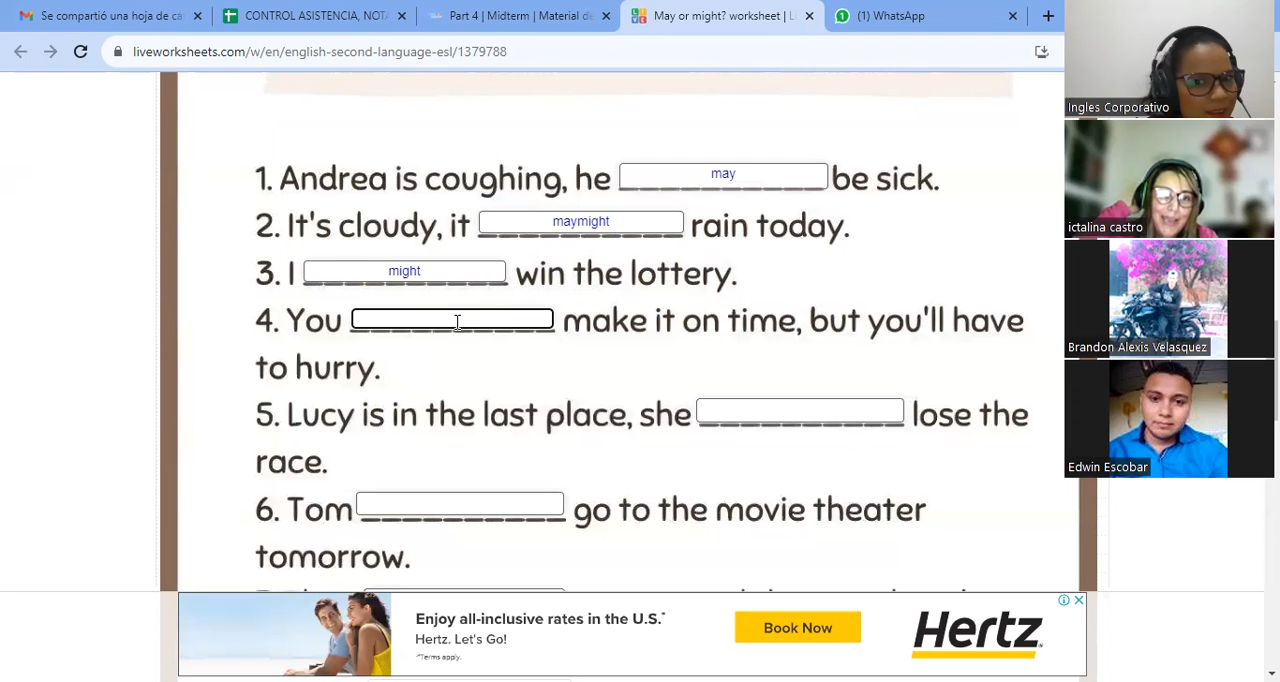 Se compartió una hoja de ca
CONTROL ASISTENCIA, NOTA
Part 4 | Midterm | Material de
May or might? worksheet | Li
(1) WhatsApp
liveworksheets.com/w/en/english-second-language-esl/1379788
Ingles Corporativo
1. Andrea is coughing, he may be sick.
2. It's cloudy, it maymight rain today.
ictalina castro
3. I might win the lottery.
4. You __________ make it on time, but you'll have
to hurry.
Brandon Alexis Velasquez
5. Lucy is in the last place, she __________ lose the
race.
Edwin Escobar
6. Tom __________ go to the movie theater
tomorrow.
Enjoy all-inclusive rates in the U.S.*
Hertz. Let's Go!
*Terms apply.
Book Now
Hertz